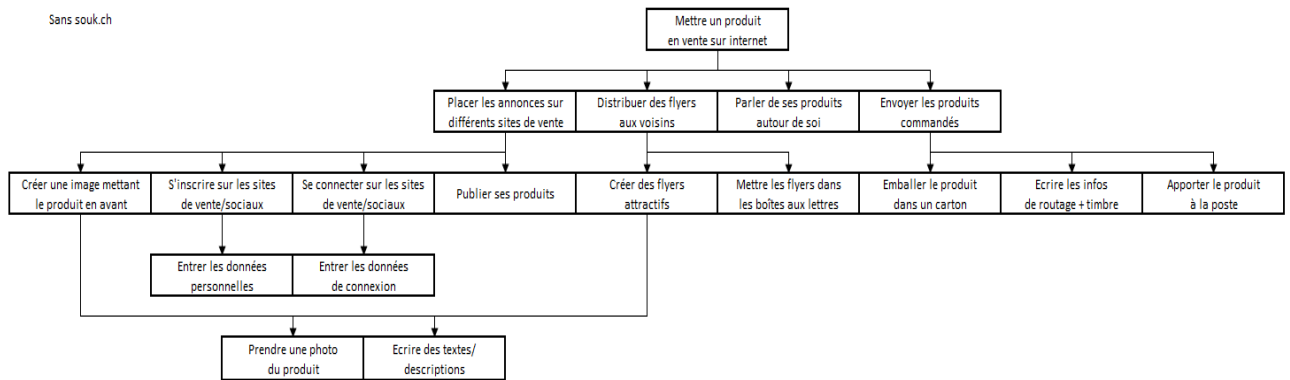 Sans souk.ch
Mettre un produit
en vente sur internet
Placer les annonces sur
différents sites de vente
Distribuer des flyers
aux voisins
Parler de ses produits
autour de soi
Envoyer les produits
commandés
Créer une image mettant
le produit en avant
S'inscrire sur les sites
de vente/sociaux
Se connecter sur les sites
de vente/sociaux
Publier ses produits
Créer des flyers
attractifs
Mettre les flyers dans
les boîtes aux lettres
Emballer le produit
dans un carton
Ecrire les infos
de routage + timbre
Apporter le produit
à la poste
Entrer les données
personnelles
Entrer les données
de connexion
Prendre une photo
du produit
Ecrire des textes/
descriptions